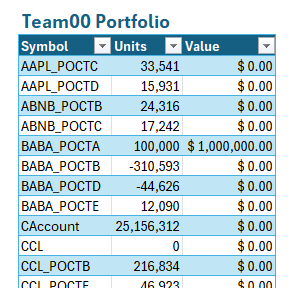 Team00 Portfolio
Symbol Units Value
AAPL_POCTC 33,541 $ 0.00
AAPL_POCTD 15,931 $ 0.00
ABNB_POCTB 24,316 $ 0.00
ABNB_POCTC 17,242 $ 0.00
BABA_POCTA 100,000 $ 1,000,000.00
BABA_POCTB -310,593 $ 0.00
BABA_POCTD -44,626 $ 0.00
BABA_POCTE 12,090 $ 0.00
CAccount 25,156,312 $ 0.00
CCL 0 $ 0.00
CCL_POCTB 216,834 $ 0.00
CCL_POCTE 46,923 $ 0.00